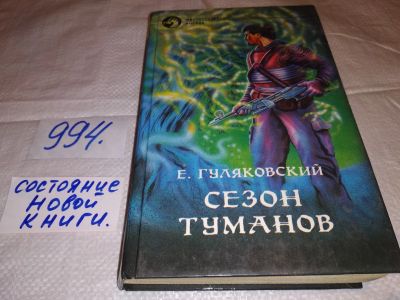 Е. ГУЛЯКОВСКИЙ
СЕЗОН
ТУМАНОВ
994.
СОСТОЯНИЕ
НОВОЙ
КНИГИ.